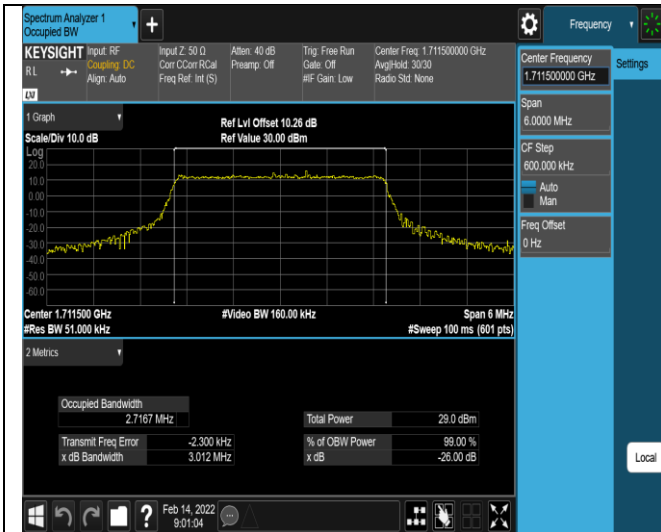 Spectrum Analyzer 1
Occupied BW
Frequency
KEYSIGHT
R L
LXI
Input: RF
Coupling: DC
Align: Auto
Input Z: 50 Ω
Corr CCorr RCal
Freq Ref: Int (S)
Atten: 40 dB
Preamp: Off
Trig: Free Run
Gate: Off
#IF Gain: Low
Center Freq: 1.711500000 GHz
Avg|Hold: 30/30
Radio Std: None
Center Frequency
1.711500000 GHz
Settings
Span
6.0000 MHz
CF Step
600.000 kHz
Auto
Man
Freq Offset
0 Hz
Local
1 Graph
Scale/Div 10.0 dB
Ref Lvl Offset 10.26 dB
Ref Value 30.00 dBm
Log
20.0
10.0
0.00
-10.0
-20.0
-30.0
-40.0
-50.0
-60.0
Center 1.711500 GHz
#Video BW 160.00 kHz
Span 6 MHz
#Res BW 51.000 kHz
#Sweep 100 ms (601 pts)
2 Metrics
Occupied Bandwidth
2.7167 MHz
Total Power 29.0 dBm
Transmit Freq Error -2.300 kHz
% of OBW Power 99.00 %
x dB Bandwidth 3.012 MHz
x dB -26.00 dB
?
Feb 14, 2022
9:01:04